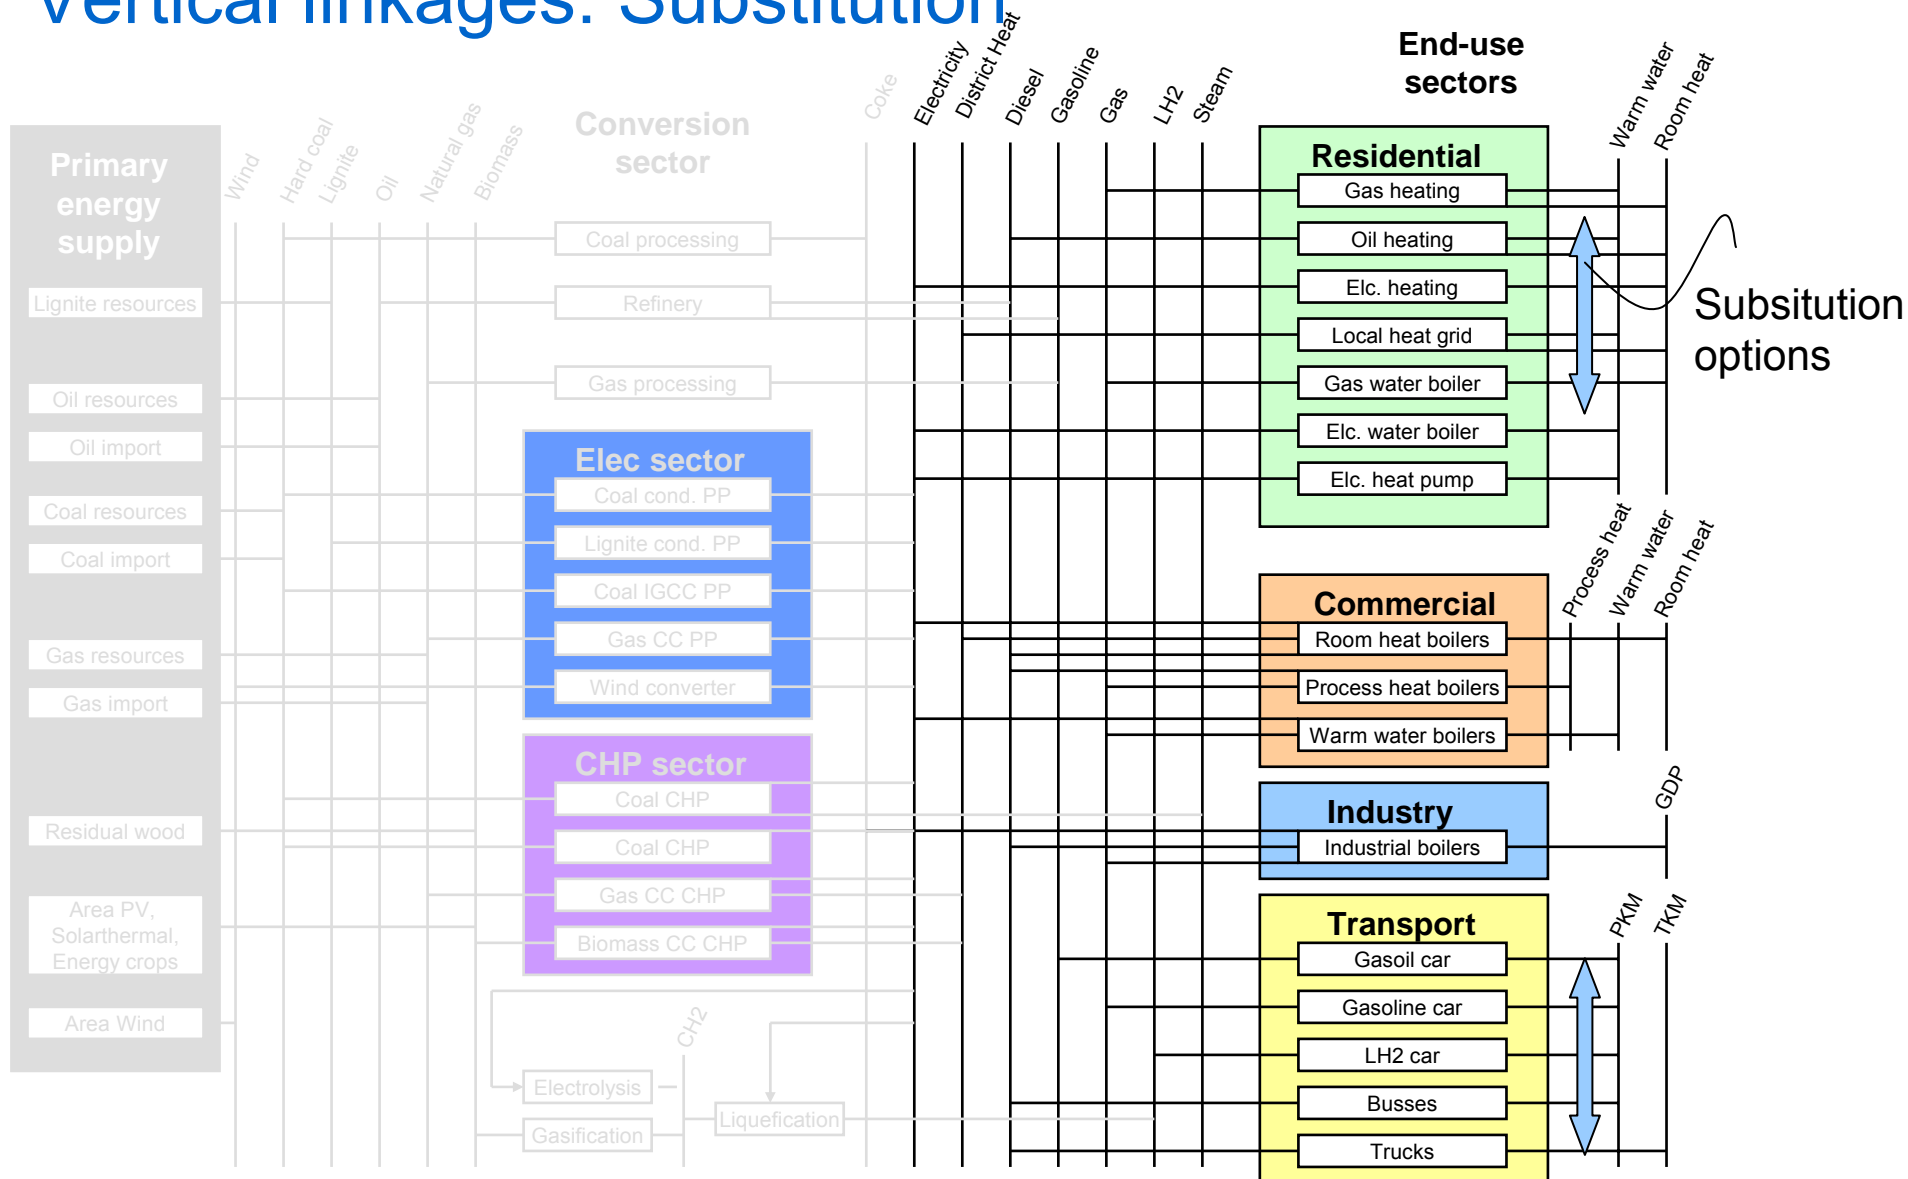 Vertical linkages: Substitution
Primary
energy
supply
Lignite resources
Oil resources
Oil import
Coal resources
Coal import
Gas resources
Gas import
Residual wood
Area PV,
Solarthermal,
Energy crops
Area Wind
Wind
Hard coal
Lignite
Oil
Natural gas
Biomass
Conversion
sector
Coal processing
Refinery
Gas processing
Elec sector
Coal cond. PP
Lignite cond. PP
Coal IGCC PP
Gas CC PP
Wind converter
CHP sector
Coal CHP
Coal CHP
Gas CC CHP
Biomass CC CHP
Electrolysis
Gasification
CH2
Liquefication
Coke
Electricity
District Heat
Diesel
Gasoline
Gas
LH2
Steam
End-use
sectors
Residential
Gas heating
Oil heating
Elc. heating
Local heat grid
Gas water boiler
Elc. water boiler
Elc. heat pump
Warm water
Room heat
Subsitution
options
Commercial
Room heat boilers
Process heat boilers
Warm water boilers
Process heat
Warm water
Room heat
Industry
Industrial boilers
GDP
Transport
Gasoil car
Gasoline car
LH2 car
Busses
Trucks
PKM
TKM